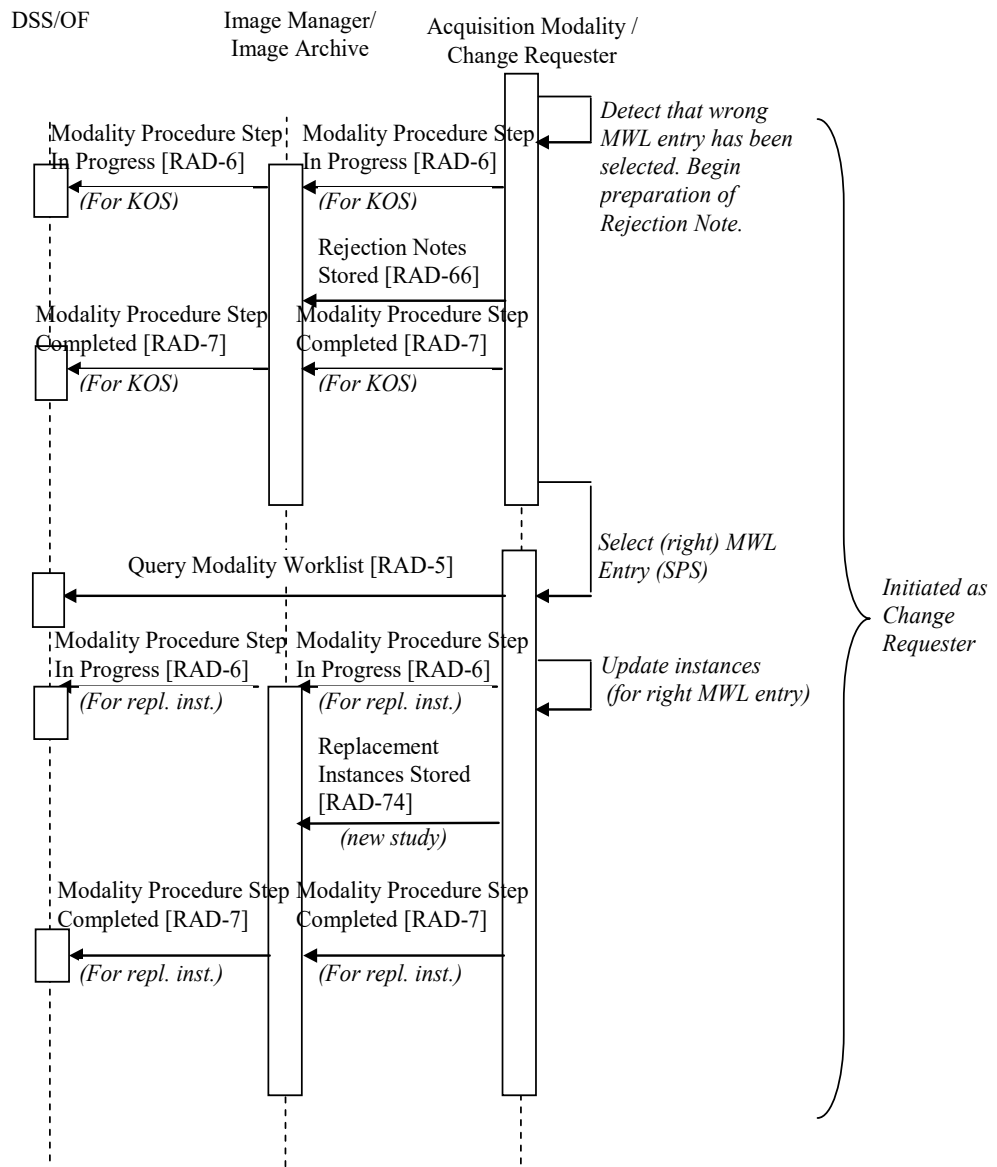 DSS/OF
Image Manager/
Image Archive
Acquisition Modality /
Change Requester
Detect that wrong
MWL entry has been
selected. Begin
preparation of
Rejection Note.
Modality Procedure Step
In Progress [RAD-6]
(For KOS)
Modality Procedure Step
In Progress [RAD-6]
(For KOS)
Rejection Notes
Stored [RAD-66]
Modality Procedure Step
Completed [RAD-7]
(For KOS)
Modality Procedure Step
Completed [RAD-7]
(For KOS)
Select (right) MWL
Entry (SPS)
Query Modality Worklist [RAD-5]
Initiated as
Change
Requester
Modality Procedure Step
In Progress [RAD-6]
(For repl. inst.)
Modality Procedure Step
In Progress [RAD-6]
(For repl. inst.)
Update instances
(for right MWL entry)
Replacement
Instances Stored
[RAD-74]
(new study)
Modality Procedure Step
Completed [RAD-7]
(For repl. inst.)
Modality Procedure Step
Completed [RAD-7]
(For repl. inst.)